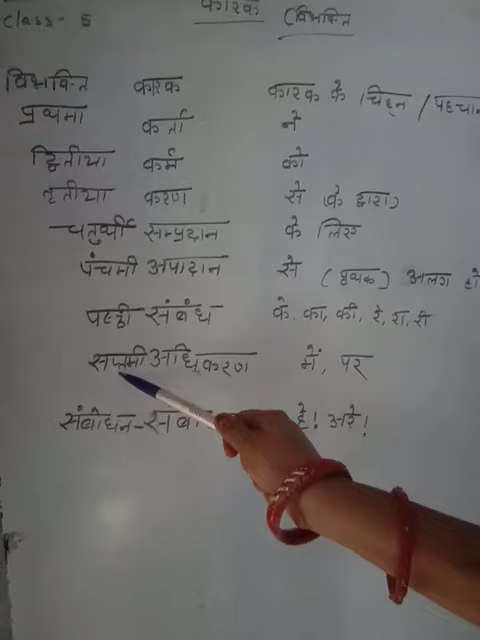 Class- 5 कारक (विभक्ति
विभक्ति कारक कारक के चिह्न / पहचान
प्रथमा कर्ता ने
द्वितीया कर्म को
तृतीया करण से (के द्वारा)
चतुर्थी सम्प्रदान के लिए
पंचमी अपादान से (पृथक) अलग हो
षष्ठी संबंध के, का, की, रे, रा, री
सप्तमी अधिकरण में, पर
संबोधन- हे! अरे!